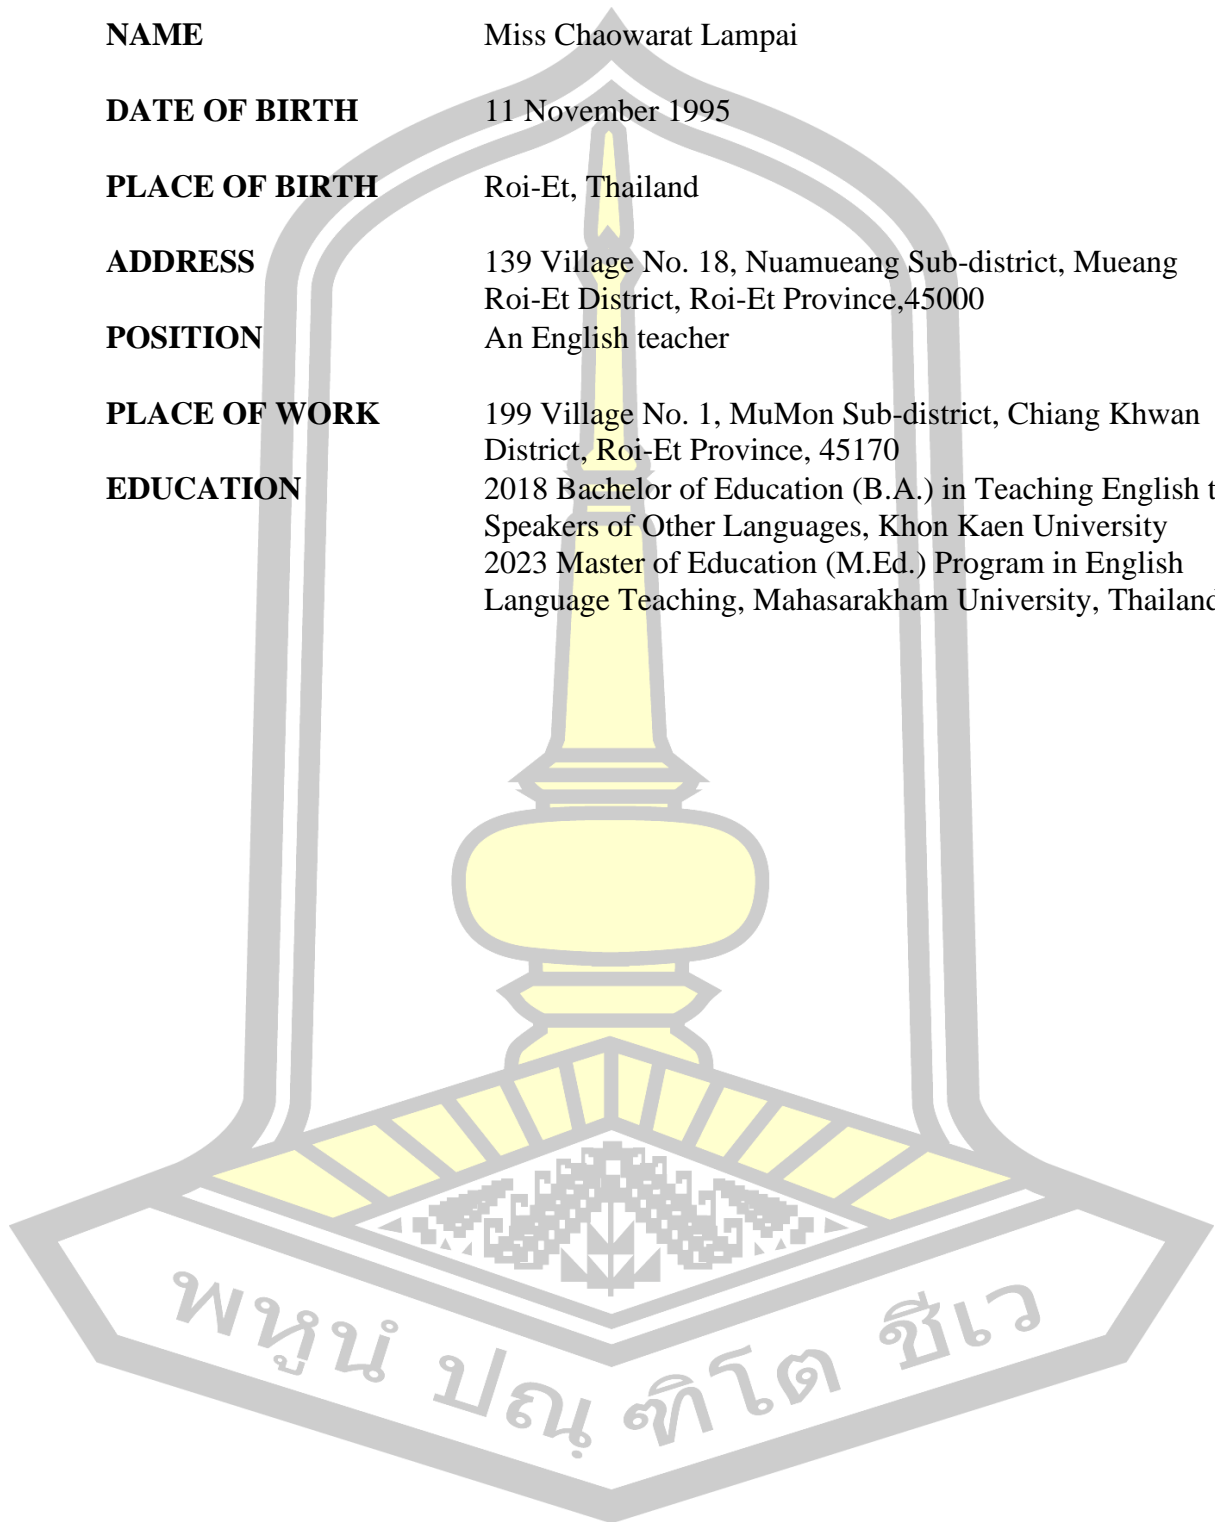 NAME Miss Chaowarat Lampai
DATE OF BIRTH 11 November 1995
PLACE OF BIRTH Roi-Et, Thailand
ADDRESS 139 Village No. 18, Nuamueang Sub-district, Mueang
Roi-Et District, Roi-Et Province,45000
POSITION An English teacher
PLACE OF WORK 199 Village No. 1, MuMon Sub-district, Chiang Khwan
District, Roi-Et Province, 45170
EDUCATION 2018 Bachelor of Education (B.A.) in Teaching English t
Speakers of Other Languages, Khon Kaen University
2023 Master of Education (M.Ed.) Program in English
Language Teaching, Mahasarakham University, Thailand
พหูนํ ปณฺ ฑิโต ชีเว